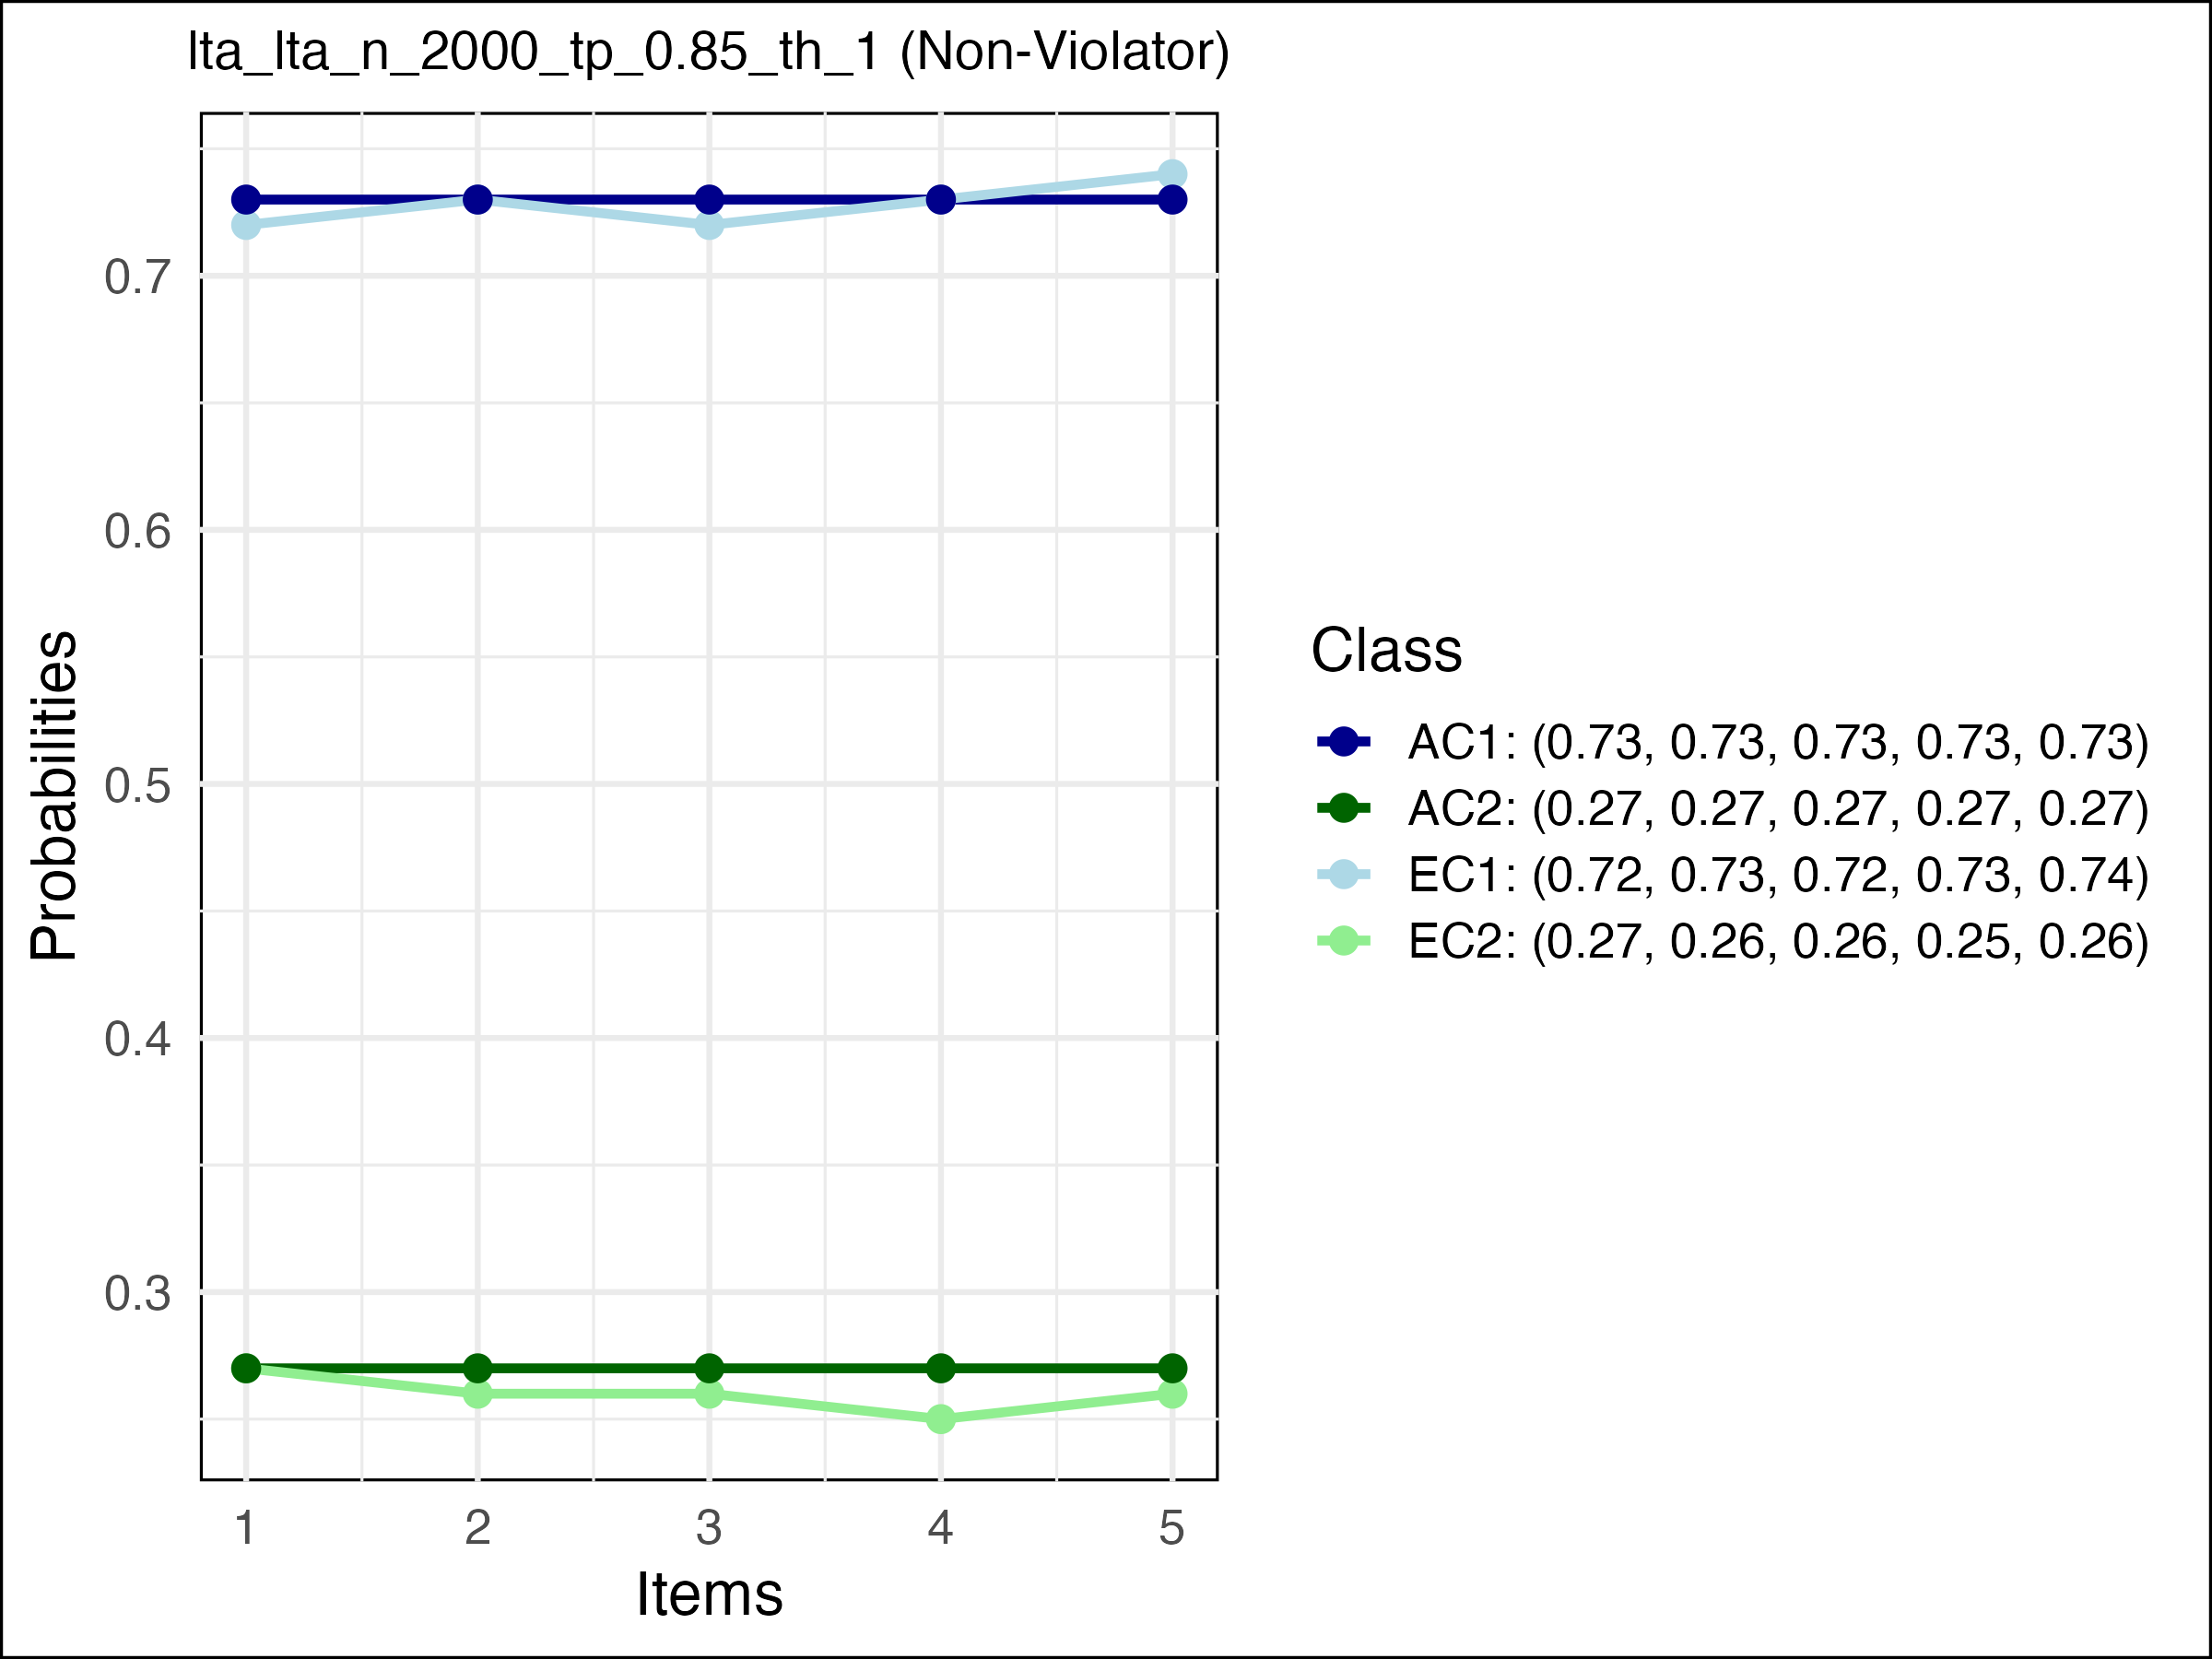 lta_lta_n_2000_tp_0.85_th_1 (Non-Violator)
Probabilities
0.7
0.6
0.5
0.4
0.3
1 2 3 4 5
Items
Class
AC1: (0.73, 0.73, 0.73, 0.73, 0.73)
AC2: (0.27, 0.27, 0.27, 0.27, 0.27)
EC1: (0.72, 0.73, 0.72, 0.73, 0.74)
EC2: (0.27, 0.26, 0.26, 0.25, 0.26)